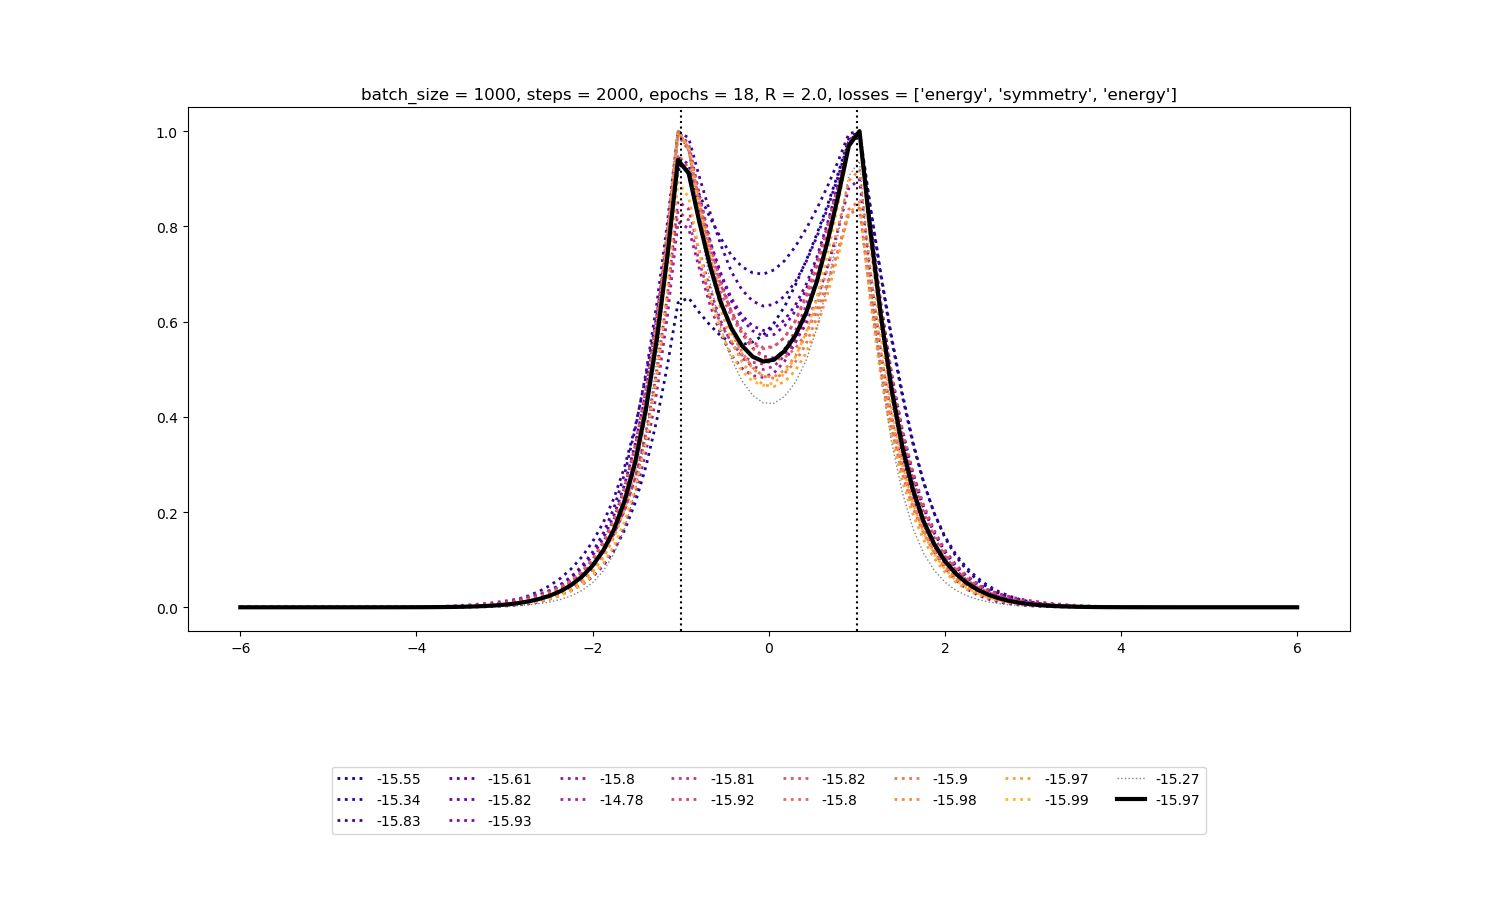 batch_size = 1000, steps = 2000, epochs = 18, R = 2.0, losses = ['energy', 'symmetry', 'energy']
1.0
0.8
0.6
0.4
0.2
0.0
−6 −4 −2 0 2 4 6
-15.55 -15.61 -15.8 -15.81 -15.82 -15.9 -15.97 -15.27
-15.34 -15.82 -14.78 -15.92 -15.8 -15.98 -15.99 -15.97
-15.83 -15.93